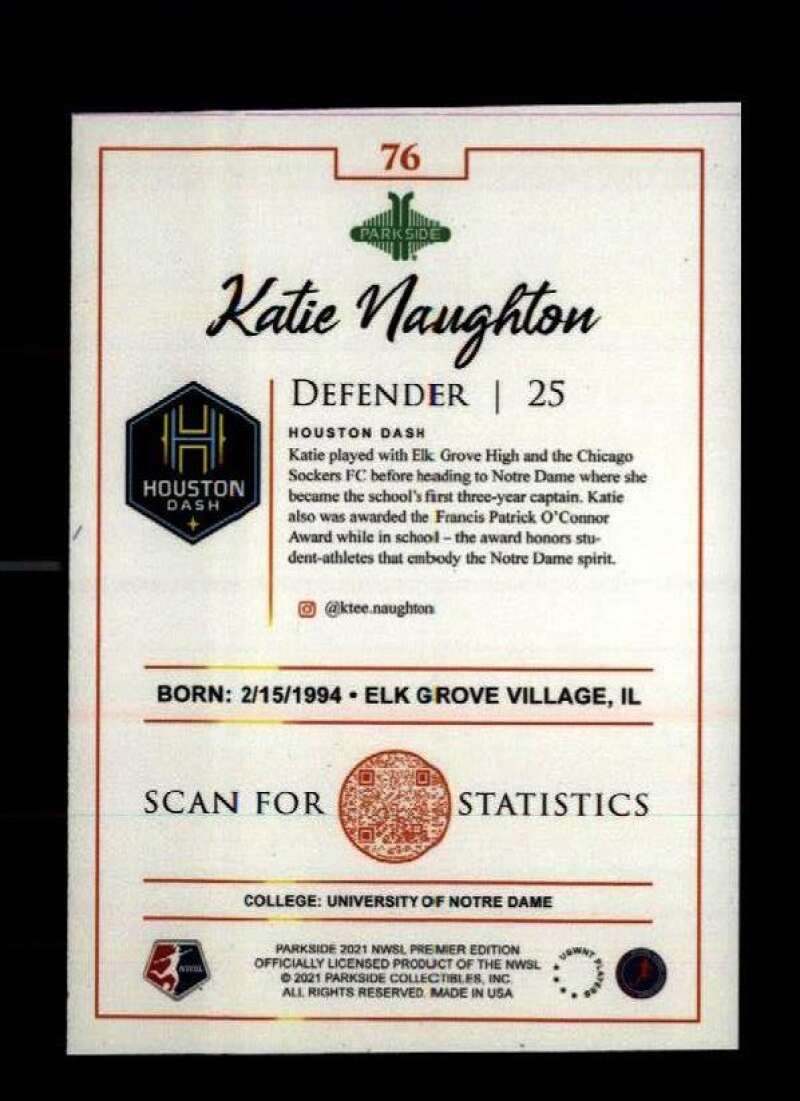 76
PARKSIDE
Katie Naughton
DEFENDER | 25
HOUSTON DASH
Katie played with Elk Grove High and the Chicago
Sockers FC before heading to Notre Dame where she
became the school's first three-year captain. Katie
also was awarded the Francis Patrick O'Connor
Award while in school – the award honors stu-
dent-athletes that embody the Notre Dame spirit.
@ktee.naughton
HOUSTON
DASH
BORN: 2/15/1994 • ELK GROVE VILLAGE, IL
SCAN FOR STATISTICS
COLLEGE: UNIVERSITY OF NOTRE DAME
PARKSIDE 2021 NWSL PREMIER EDITION
OFFICIALLY LICENSED PRODUCT OF THE NWSL
© 2021 PARKSIDE COLLECTIBLES, INC
ALL RIGHTS RESERVED. MADE IN USA
NWSL
USWNT PLAYERS